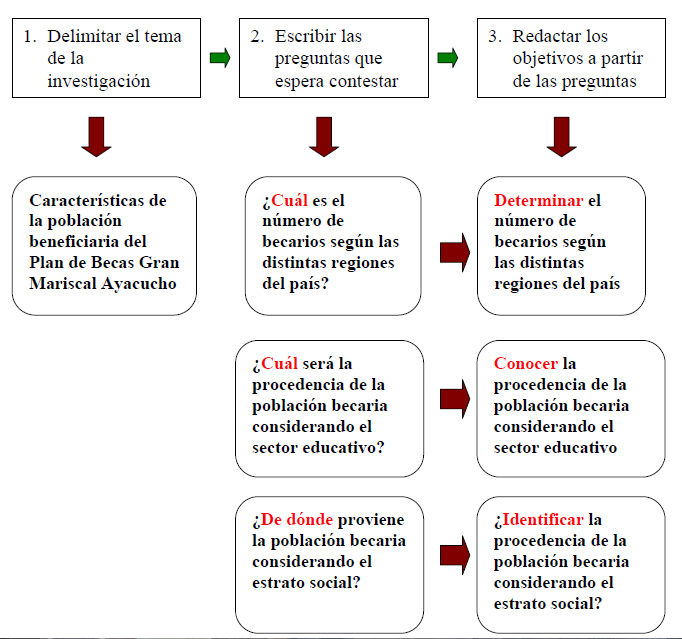 1. Delimitar el tema
de la
investigación
2. Escribir las
preguntas que
espera contestar
3. Redactar los
objetivos a partir
de las preguntas
Características de
la población
beneficiaria del
Plan de Becas Gran
Mariscal Ayacucho
¿Cuál es el
número de
becarios según las
distintas regiones
del país?
Determinar el
número de
becarios según
las distintas
regiones del país
¿Cuál será la
procedencia de la
población becaria
considerando el
sector educativo?
Conocer la
procedencia de la
población becaria
considerando el
sector educativo
¿De dónde proviene
la población becaria
considerando el
estrato social?
¿Identificar la
procedencia de la
población becaria
considerando el
estrato social?